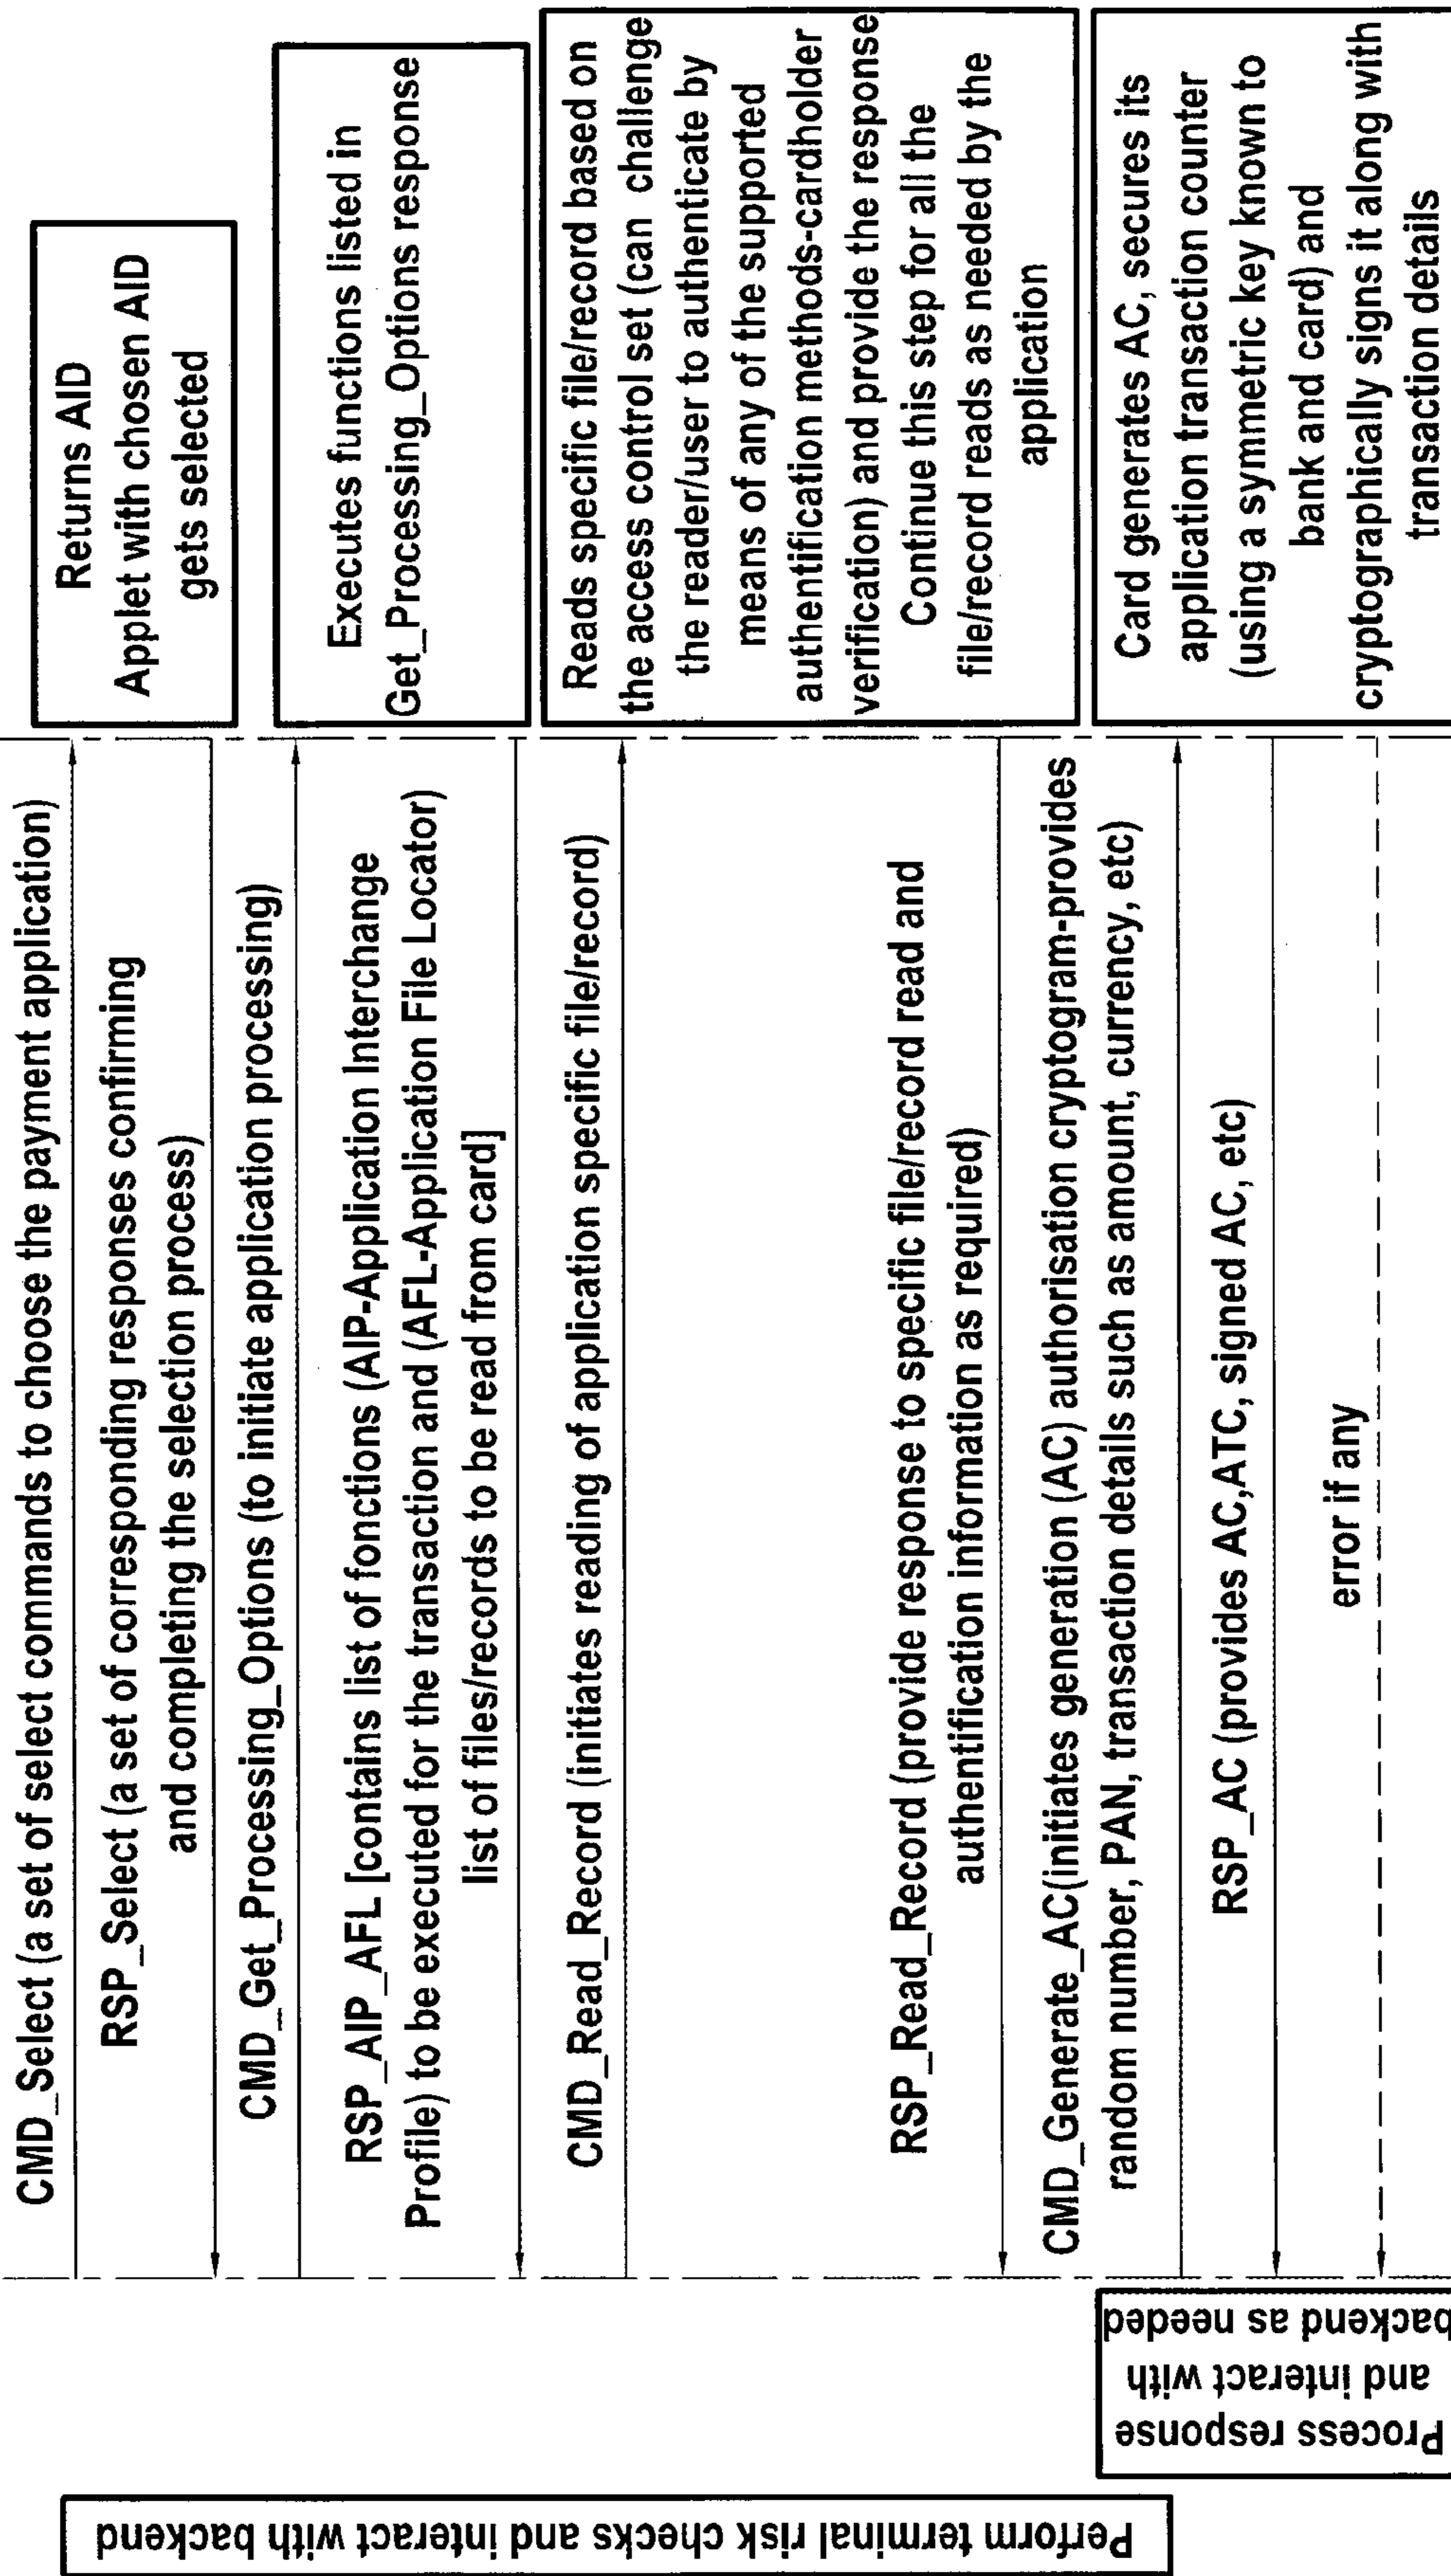 CMD_Select (a set of select commands to choose the payment application)
Returns AID
Applet with chosen AID
gets selected
RSP_Select (a set of corresponding responses confirming
and completing the selection process)
CMD_Get_Processing_Options (to initiate application processing)
Executes functions listed in
Get_Processing_Options response
RSP_AIP_AFL [contains list of fonctions (AIP-Application Interchange
Profile) to be executed for the transaction and (AFL-Application File Locator)
list of files/records to be read from card]
CMD_Read_Record (initiates reading of application specific file/record)
Reads specific file/record based on
the access control set (can challenge
the reader/user to authenticate by
means of any of the supported
authentification methods-cardholder
verification) and provide the response
Continue this step for all the
file/record reads as needed by the
application
RSP_Read_Record (provide response to specific file/record read and
authentification information as required)
CMD_Generate_AC(initiates generation (AC) authorisation cryptogram-provides
random number, PAN, transaction details such as amount, currency, etc)
Card generates AC, secures its
application transaction counter
(using a symmetric key known to
bank and card) and
cryptographically signs it along with
transaction details
RSP_AC (provides AC,ATC, signed AC, etc)
error if any
Perform terminal risk checks and interact with backend
Process response
and interact with
backend as needed